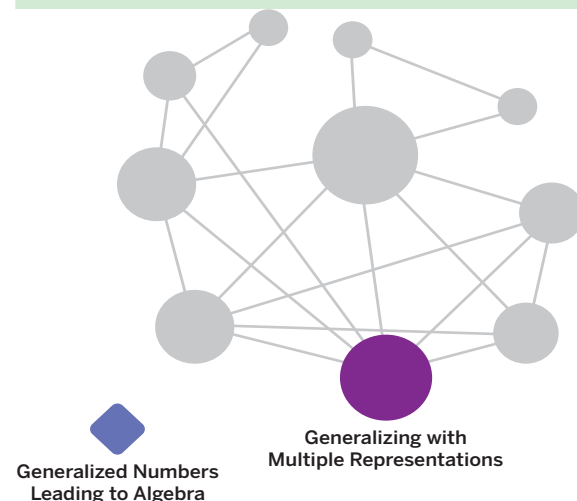 Generalizing with
Multiple Representations
Generalized Numbers
Leading to Algebra